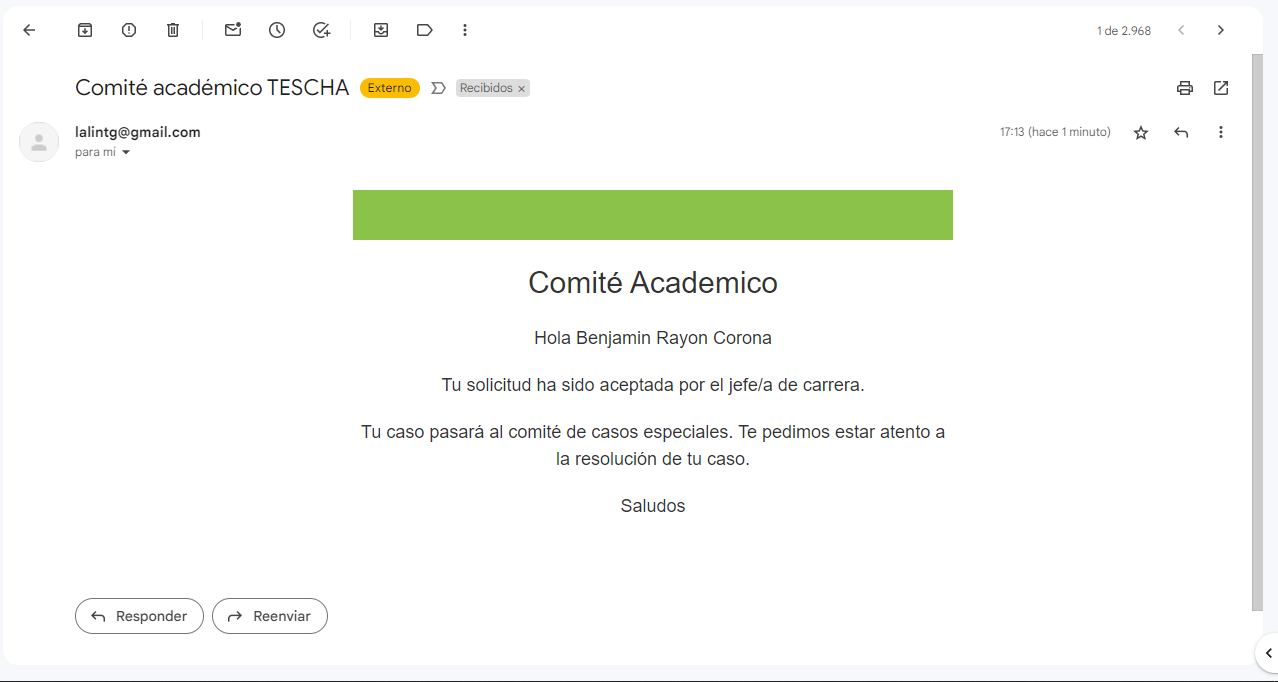 1 de 2.968
Comité académico TESCHA Externo Recibidos ×
lalintg@gmail.com 17:13 (hace 1 minuto)
para mí
Comité Academico
Hola Benjamin Rayon Corona
Tu solicitud ha sido aceptada por el jefe/a de carrera.
Tu caso pasará al comité de casos especiales. Te pedimos estar atento a
la resolución de tu caso.
Saludos
Responder Reenviar